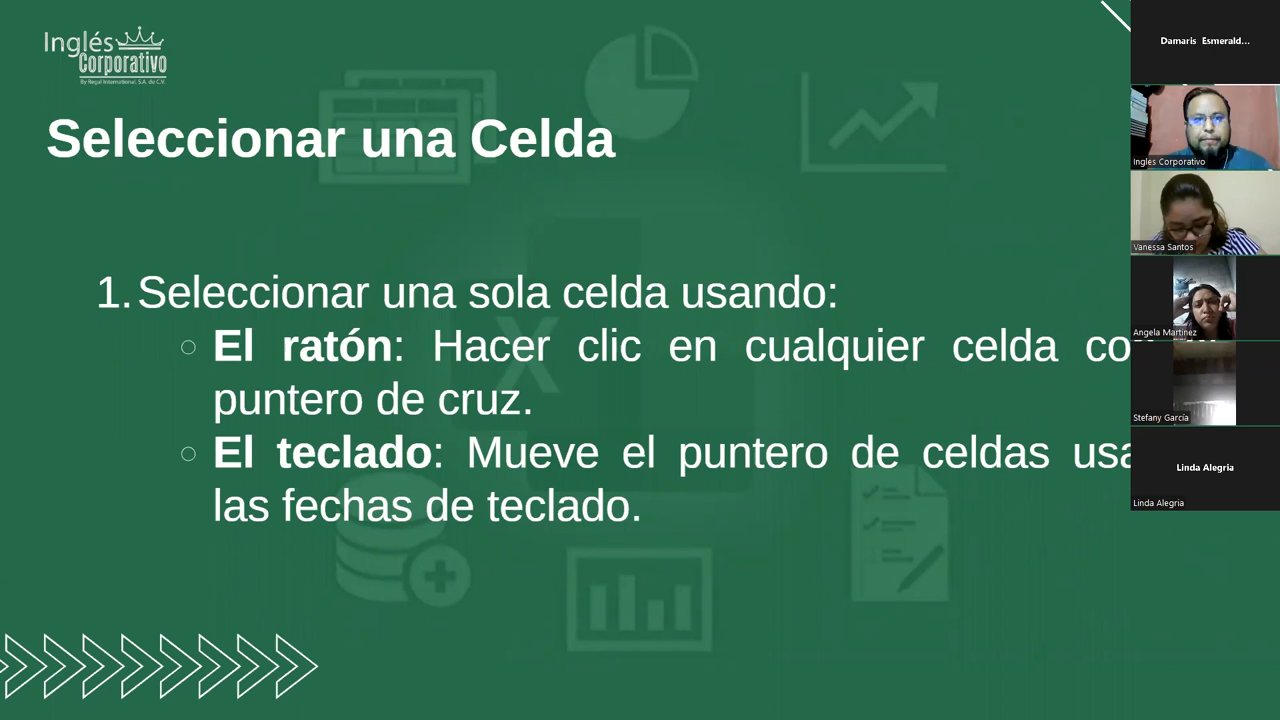 Inglés
Corporativo
By Regal International, S.A. de C.V.
Seleccionar una Celda
1. Seleccionar una sola celda usando:
El ratón: Hacer clic en cualquier celda co
puntero de cruz.
El teclado: Mueve el puntero de celdas usa
las fechas de teclado.
Damaris Esmerald...
Ingles Corporativo
Vanessa Santos
Angela Martinez
Stefany García
Linda Alegria
Linda Alegria